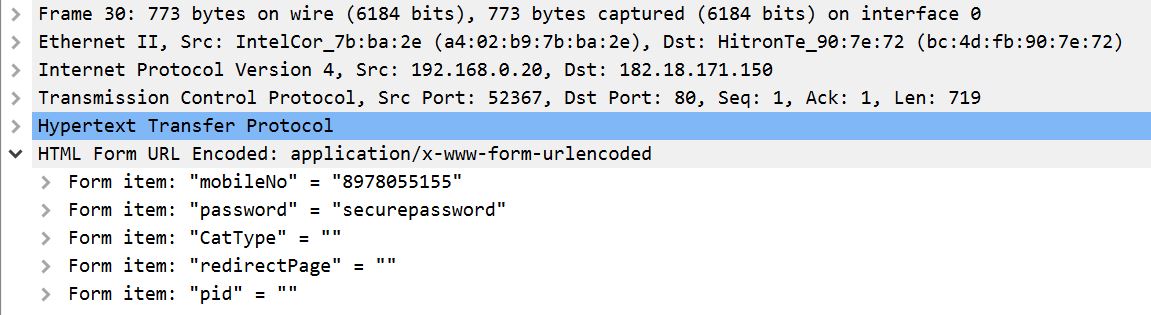 Frame 30: 773 bytes on wire (6184 bits), 773 bytes captured (6184 bits) on interface 0
Ethernet II, Src: IntelCor_7b:ba:2e (a4:02:b9:7b:ba:2e), Dst: HitronTe_90:7e:72 (bc:4d:fb:90:7e:72)
Internet Protocol Version 4, Src: 192.168.0.20, Dst: 182.18.171.150
Transmission Control Protocol, Src Port: 52367, Dst Port: 80, Seq: 1, Ack: 1, Len: 719
Hypertext Transfer Protocol
HTML Form URL Encoded: application/x-www-form-urlencoded
Form item: "mobileNo" = "8978055155"
Form item: "password" = "securepassword"
Form item: "CatType" = ""
Form item: "redirectPage" = ""
Form item: "pid" = ""